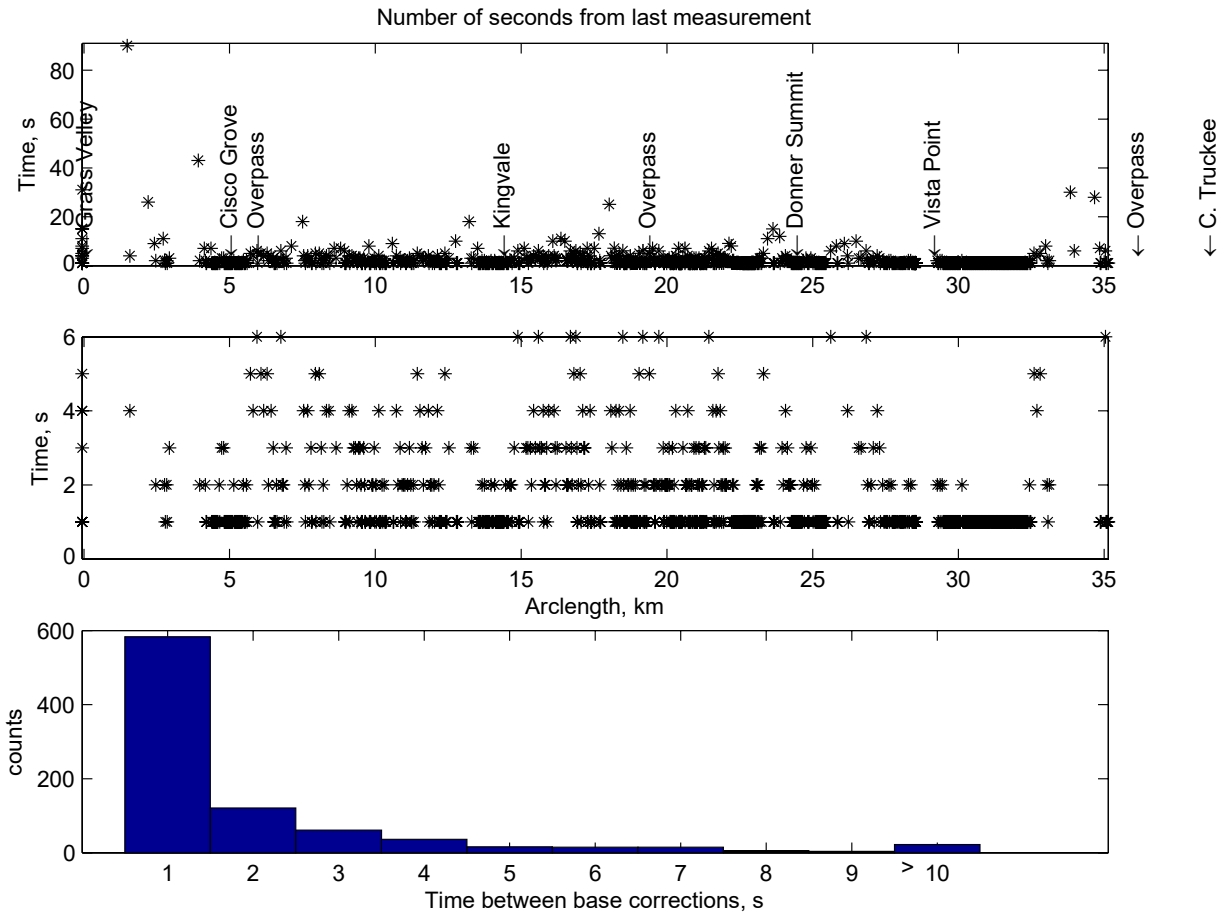 Number of seconds from last measurement
Time, s
80
60
40
20
0
Grass Velley
Cisco Grove
Overpass
Kingvale
Overpass
Donner Summit
Vista Point
Overpass
C. Truckee
0 5 10 15 20 25 30 35
Time, s
6
4
2
0
0 5 10 15 20 25 30 35
Arclength, km
counts
600
400
200
0
1 2 3 4 5 6 7 8 9 > 10
Time between base corrections, s